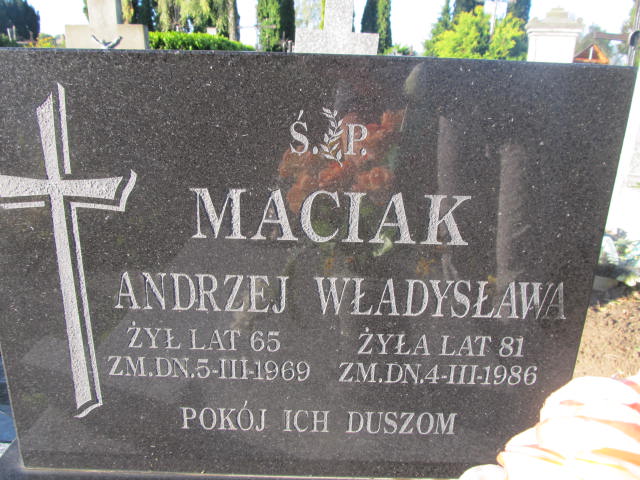 Ś. P.
MACIAK
ANDRZEJ WŁADYSŁAWA
ŻYŁ LAT 65 ŻYŁA LAT 81
ZM.DN.5-III-1969 ZM.DN.4-III-1986
POKÓJ ICH DUSZOM